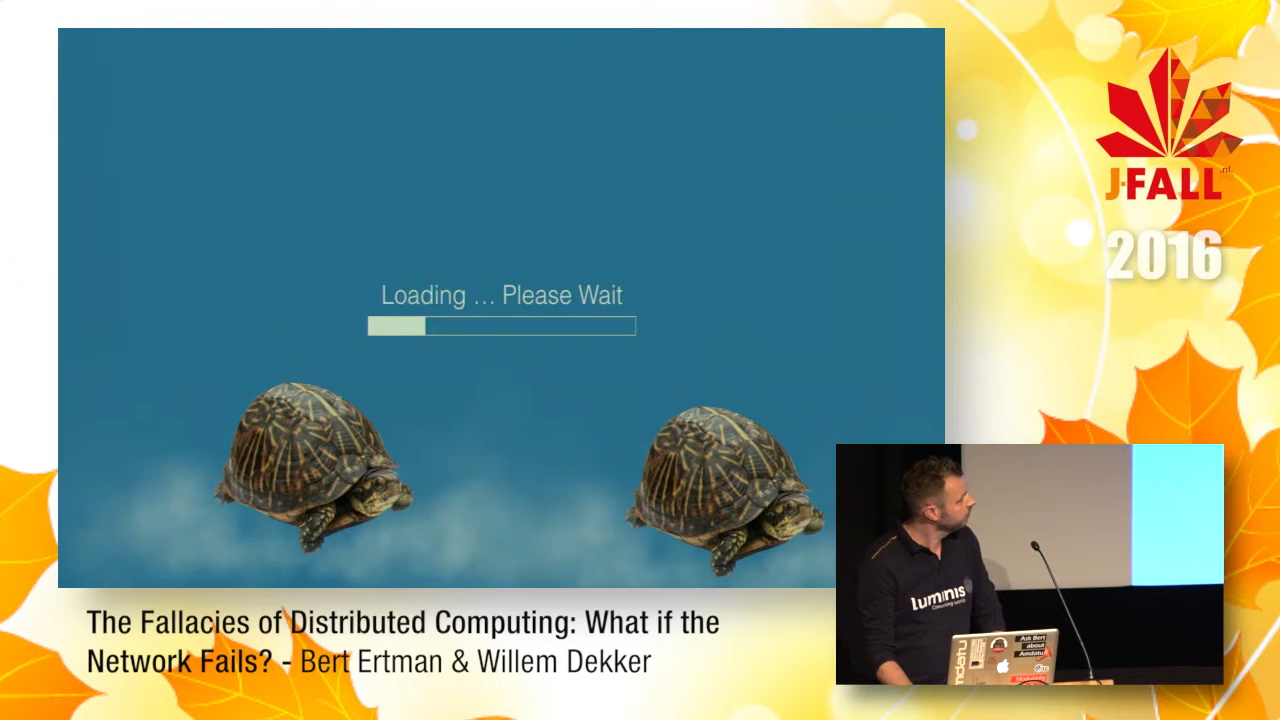 Loading ... Please Wait
J-FALL
.nl
2016
The Fallacies of Distributed Computing: What if the
Network Fails? - Bert Ertman & Willem Dekker
luminis
Ask Bert
about
Amdatu
Modularity